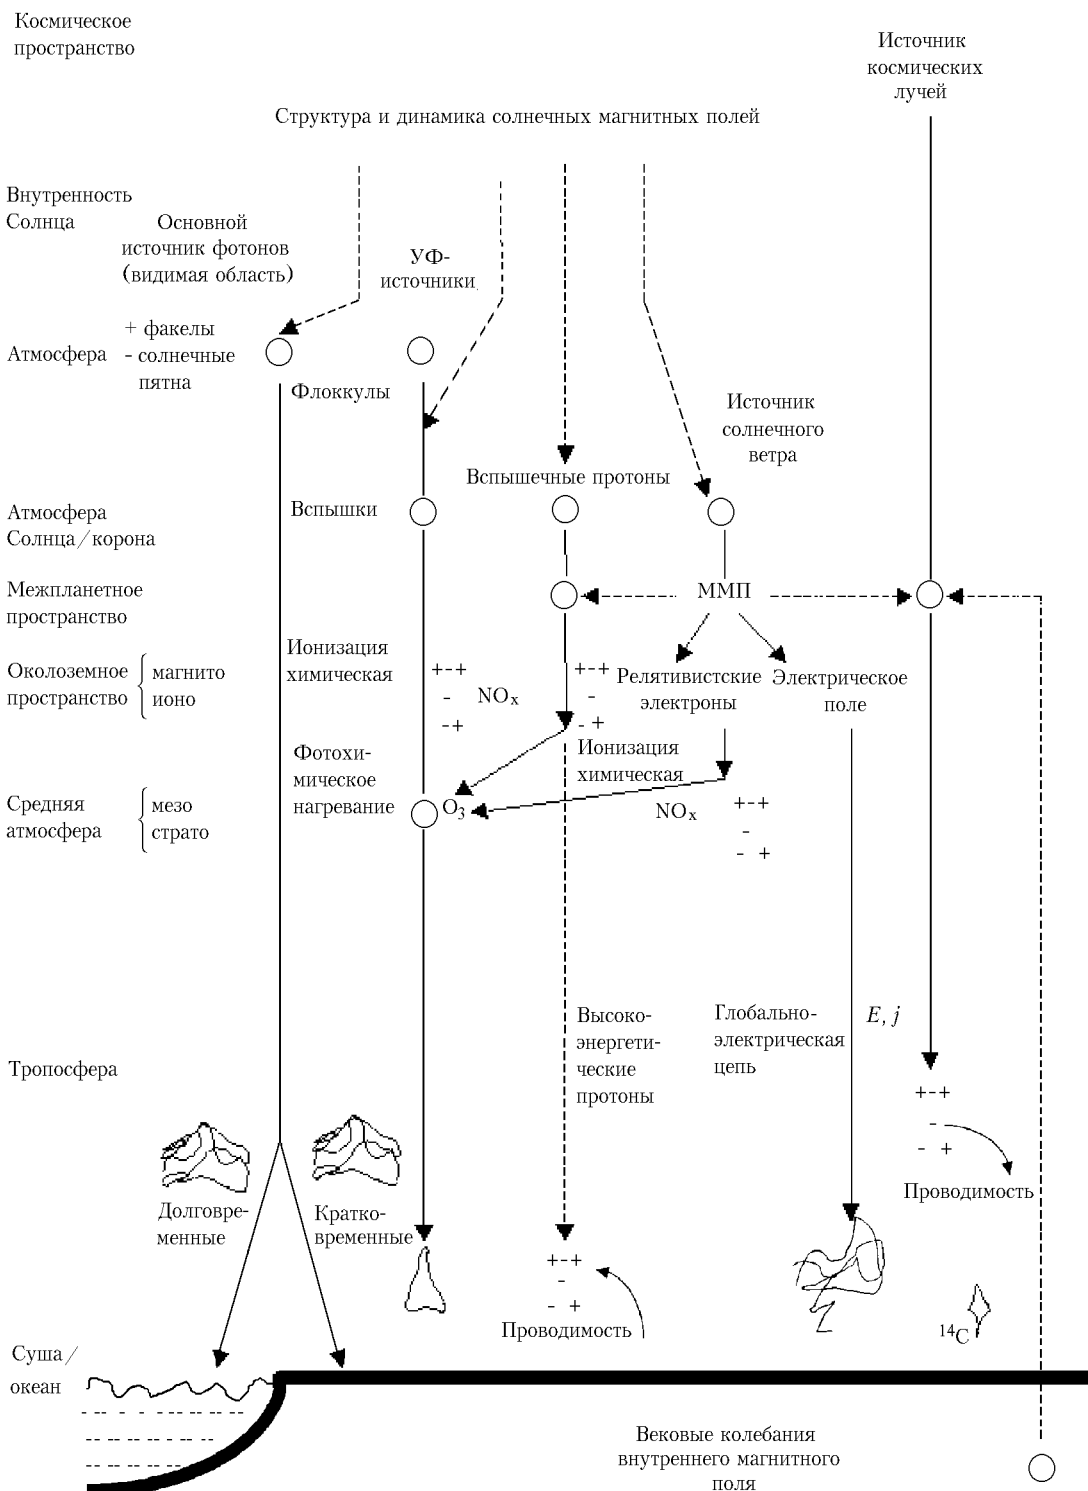 Космическое
пространство
Источник
космических
лучей
Структура и динамика солнечных магнитных полей
Внутренность
Солнца
Основной
источник фотонов
(видимая область)
УФ-
источники
+ факелы
- солнечные
пятна
Атмосфера
Флоккулы
Источник
солнечного
ветра
Вспышечные протоны
Вспышки
Атмосфера
Солнца/корона
Межпланетное
пространство
ММП
Ионизация
химическая
Околоземное
пространство
магнито
ионо
+-+
-
-+
NOx
+-+
-
- +
Релятивистские
электроны
Электрическое
поле
Фотохи-
мическое
нагревание
Ионизация
химическая
Средняя
атмосфера
мезо
страто
O3
NOx
+-+
-
- +
Высоко-
энергети-
ческие
протоны
Глобально-
электрическая
цепь
E, j
Тропосфера
+-+
-
- +
Проводимость
Долговре-
менные
Кратко-
временные
+-+
-
- +
Проводимость
14C
Суша/
океан
Вековые колебания
внутреннего магнитного
поля